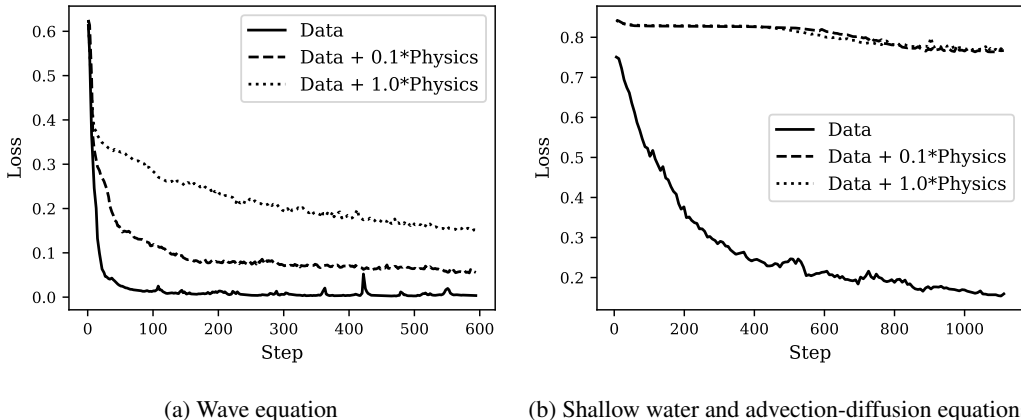 0.6
0.5
0.4
0.3
0.2
0.1
0.0
Loss
0
100
200
300
400
500
600
Step
Data
Data + 0.1*Physics
Data + 1.0*Physics
(a) Wave equation
0.8
0.7
0.6
0.5
0.4
0.3
0.2
Loss
0
200
400
600
800
1000
Step
Data
Data + 0.1*Physics
Data + 1.0*Physics
(b) Shallow water and advection-diffusion equation